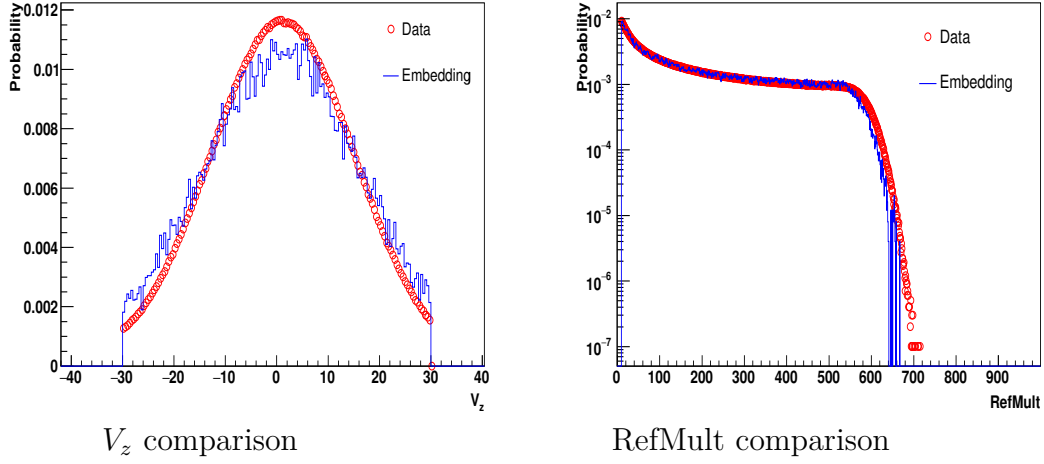 Probability
0.012
0.01
0.008
0.006
0.004
0.002
0
−40 −30 −20 −10 0 10 20 30 40
V_z
Data
Embedding
Probability
10^−2
10^−3
10^−4
10^−5
10^−6
10^−7
0 100 200 300 400 500 600 700 800 900
RefMult
Data
Embedding
V_z comparison
RefMult comparison